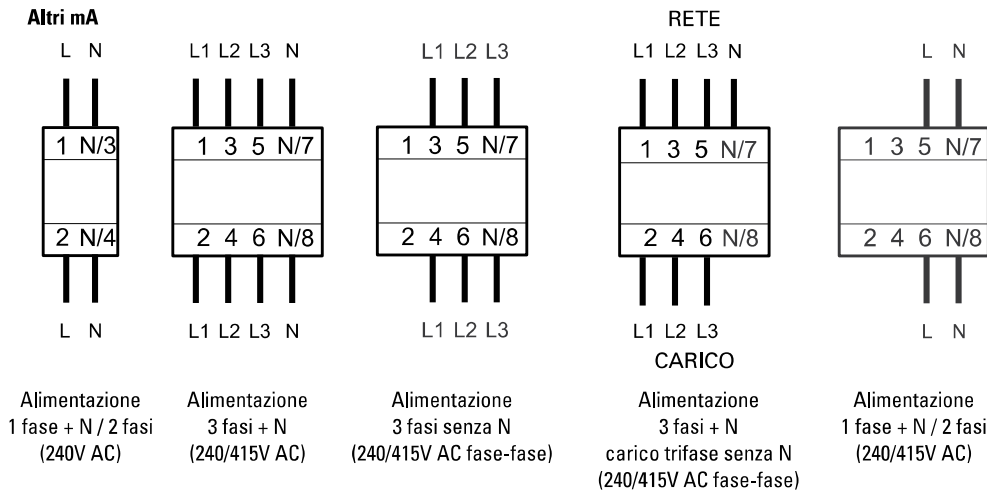 Altri mA
RETE
L N
L1 L2 L3 N
L1 L2 L3
L1 L2 L3 N
L N
1 N/3
1 3 5 N/7
1 3 5 N/7
1 3 5 N/7
1 3 5 N/7
2 N/4
2 4 6 N/8
2 4 6 N/8
2 4 6 N/8
2 4 6 N/8
L N
L1 L2 L3 N
L1 L2 L3
L1 L2 L3
L N
CARICO
Alimentazione
1 fase + N / 2 fasi
(240V AC)
Alimentazione
3 fasi + N
(240/415V AC)
Alimentazione
3 fasi senza N
(240/415V AC fase-fase)
Alimentazione
3 fasi + N
carico trifase senza N
(240/415V AC fase-fase)
Alimentazione
1 fase + N / 2 fasi
(240/415V AC)